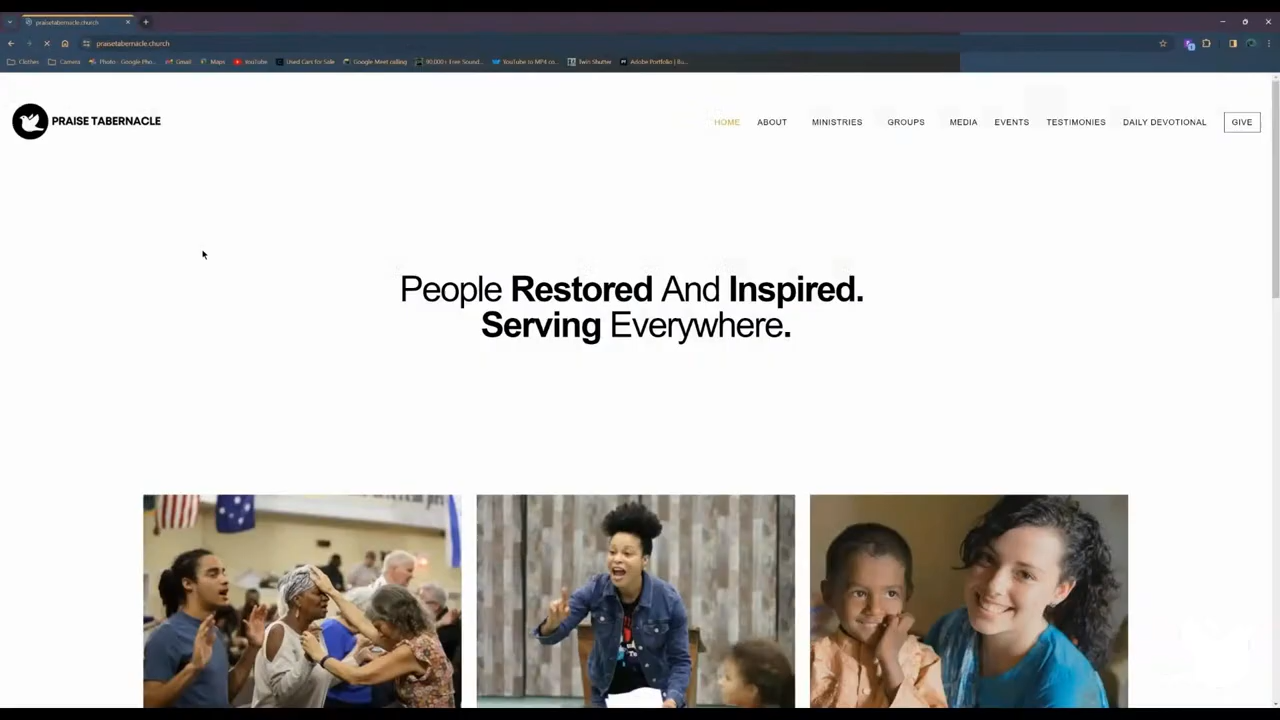 praisetabernacle.church
praisetabernacle.church
Clothes Camera Photo - Google Pho... Gmail Maps YouTube Used Cars for Sale Google Meet calling 90,000+ Free Sound... YouTube to MP4 co... Twin Shutter Adobe Portfolio | Bu...
PRAISE TABERNACLE
HOME ABOUT MINISTRIES GROUPS MEDIA EVENTS TESTIMONIES DAILY DEVOTIONAL GIVE
People Restored And Inspired.
Serving Everywhere.